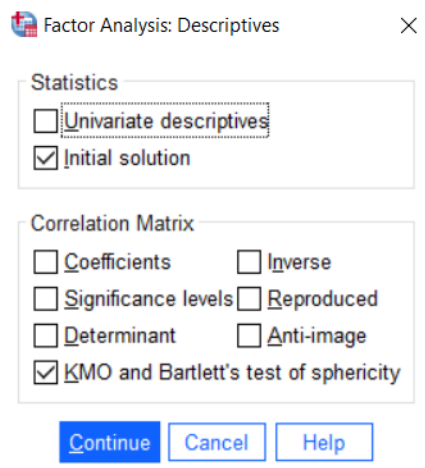 Factor Analysis: Descriptives
Statistics
Univariate descriptives
Initial solution
Correlation Matrix
Coefficients Inverse
Significance levels Reproduced
Determinant Anti-image
KMO and Bartlett's test of sphericity
Continue Cancel Help